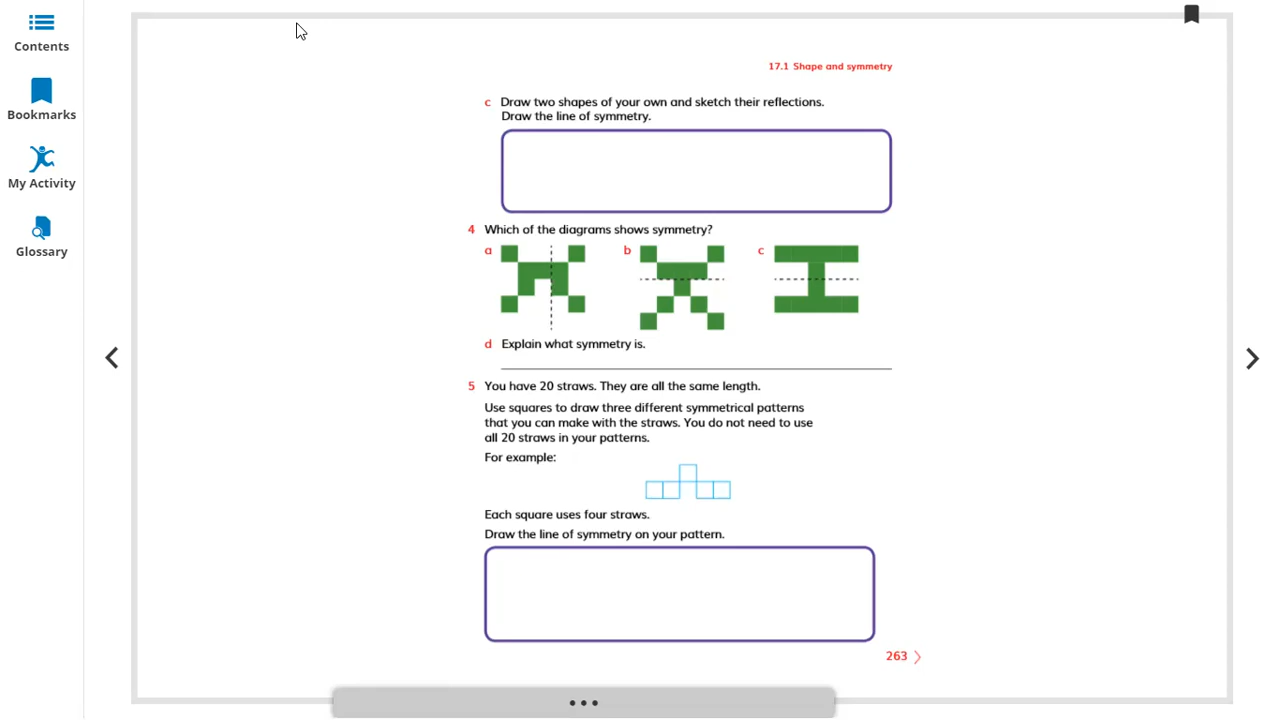 Contents
Bookmarks
My Activity
Glossary
17.1 Shape and symmetry
c Draw two shapes of your own and sketch their reflections.
Draw the line of symmetry.
4 Which of the diagrams shows symmetry?
a b c
d Explain what symmetry is.
5 You have 20 straws. They are all the same length.
Use squares to draw three different symmetrical patterns
that you can make with the straws. You do not need to use
all 20 straws in your patterns.
For example:
Each square uses four straws.
Draw the line of symmetry on your pattern.
263